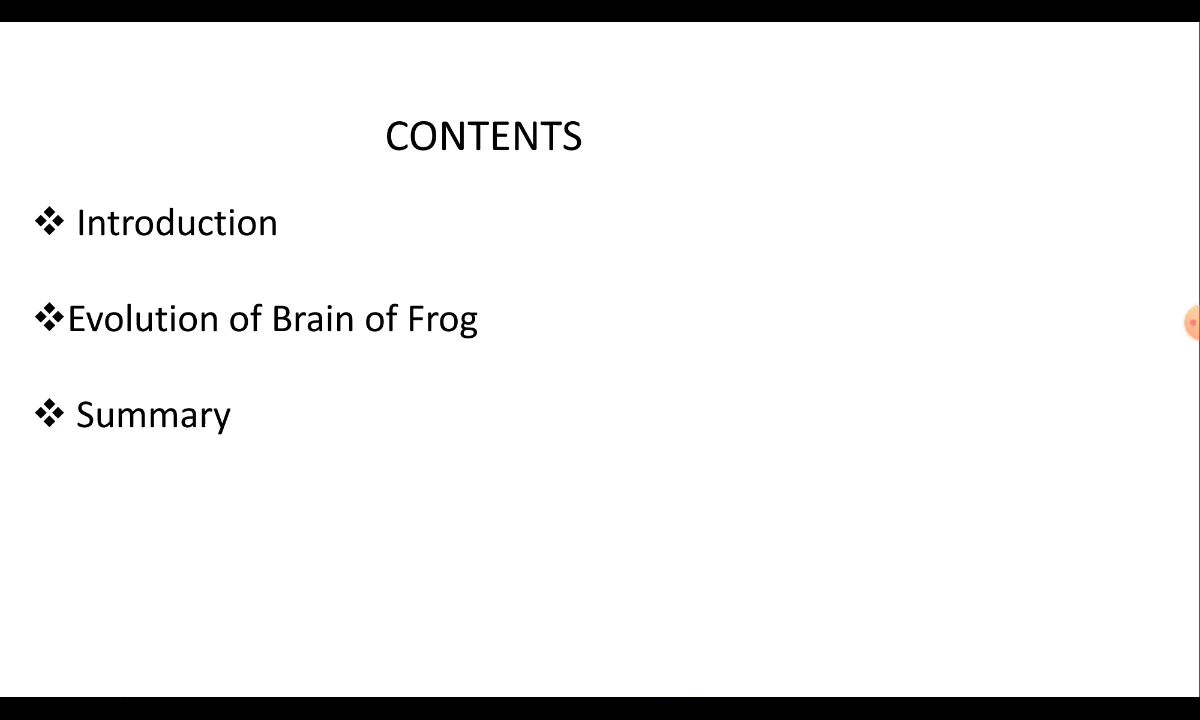 CONTENTS
❖ Introduction
❖Evolution of Brain of Frog
❖ Summary